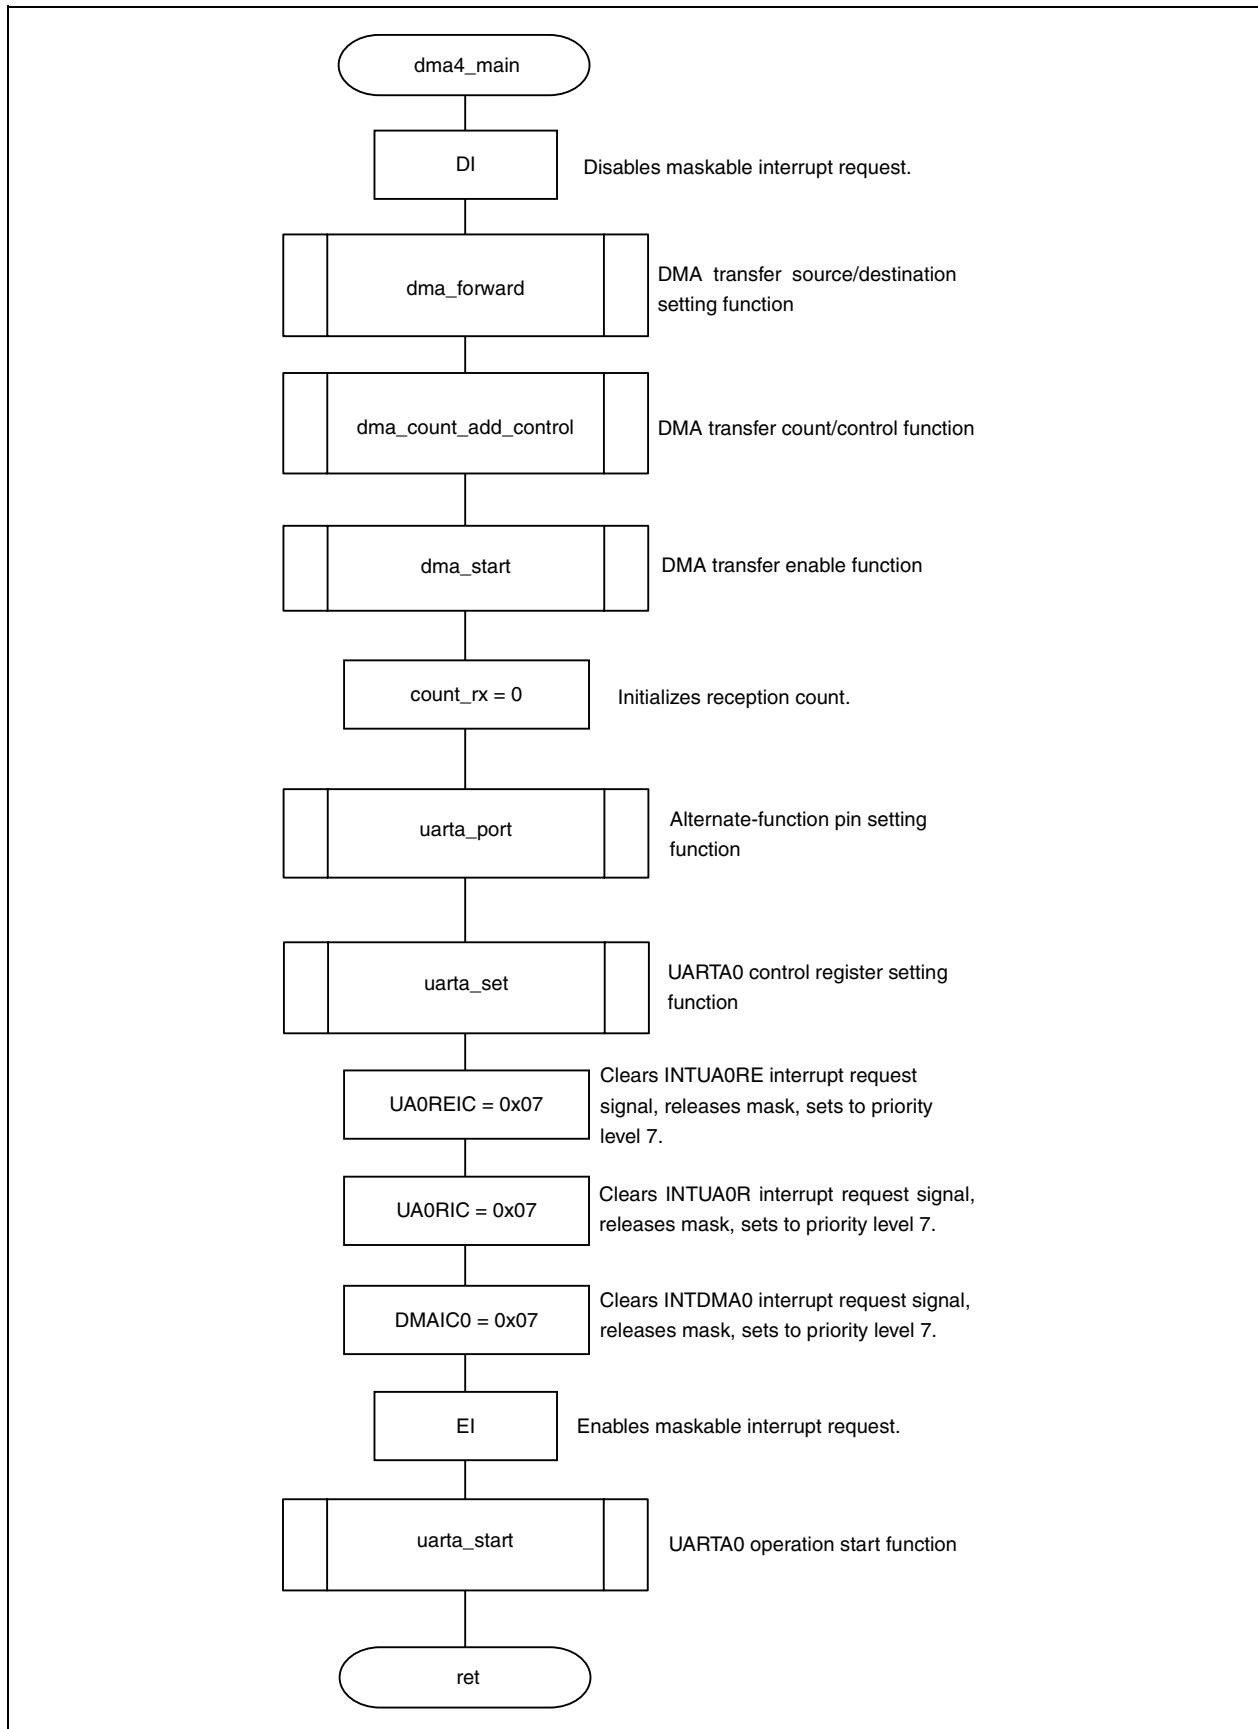 dma4_main
DI
Disables maskable interrupt request.
dma_forward
DMA transfer source/destination
setting function
dma_count_add_control
DMA transfer count/control function
dma_start
DMA transfer enable function
count_rx = 0
Initializes reception count.
uarta_port
Alternate-function pin setting
function
uarta_set
UARTA0 control register setting
function
UA0REIC = 0x07
Clears INTUA0RE interrupt request
signal, releases mask, sets to priority
level 7.
UA0RIC = 0x07
Clears INTUA0R interrupt request signal,
releases mask, sets to priority level 7.
DMAIC0 = 0x07
Clears INTDMA0 interrupt request signal,
releases mask, sets to priority level 7.
EI
Enables maskable interrupt request.
uarta_start
UARTA0 operation start function
ret